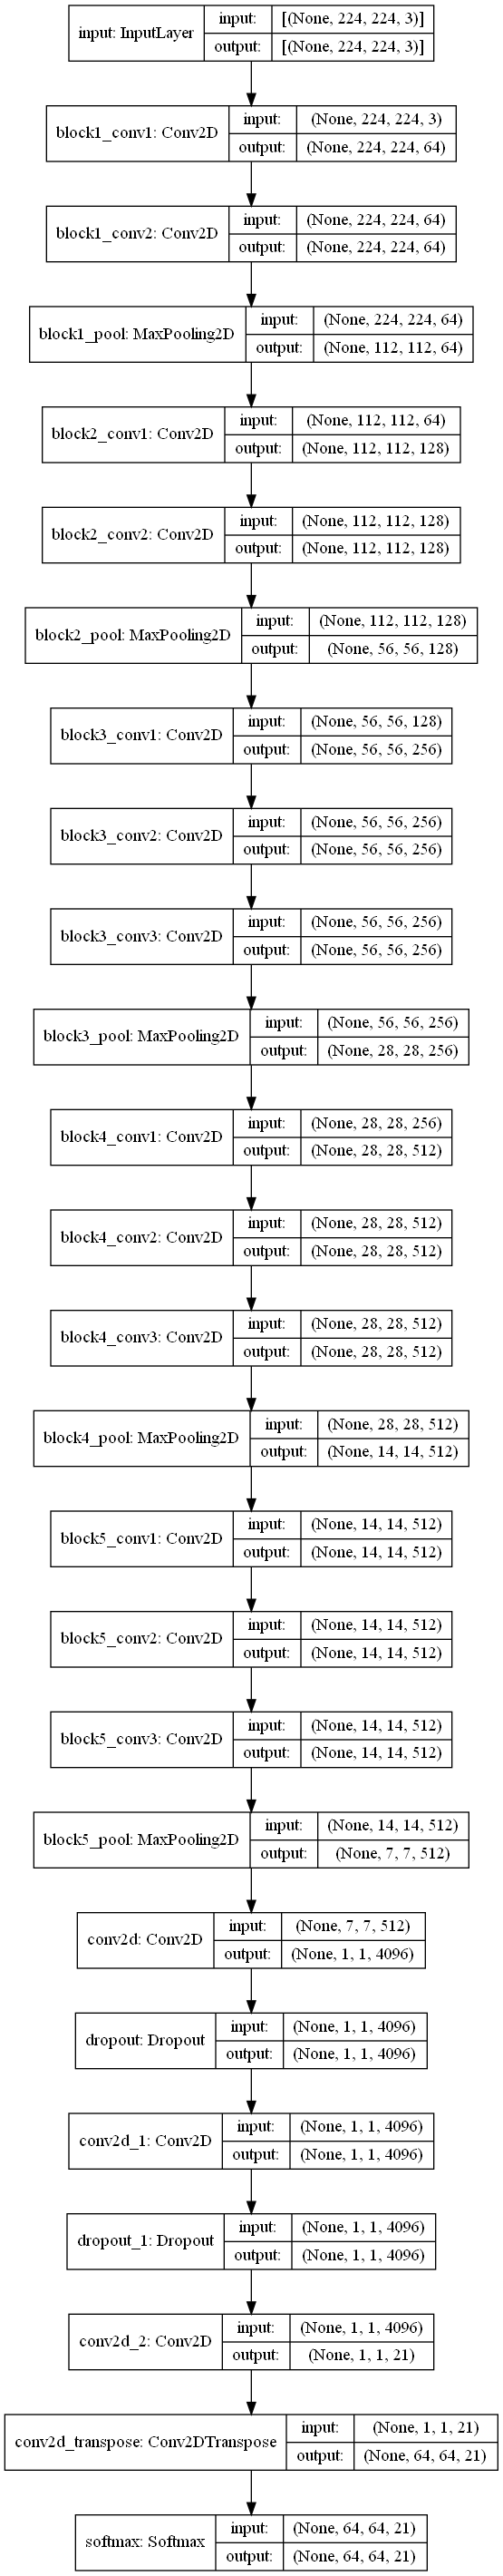 input: InputLayer
input: [(None, 224, 224, 3)]
output: [(None, 224, 224, 3)]
block1_conv1: Conv2D
input: (None, 224, 224, 3)
output: (None, 224, 224, 64)
block1_conv2: Conv2D
input: (None, 224, 224, 64)
output: (None, 224, 224, 64)
block1_pool: MaxPooling2D
input: (None, 224, 224, 64)
output: (None, 112, 112, 64)
block2_conv1: Conv2D
input: (None, 112, 112, 64)
output: (None, 112, 112, 128)
block2_conv2: Conv2D
input: (None, 112, 112, 128)
output: (None, 112, 112, 128)
block2_pool: MaxPooling2D
input: (None, 112, 112, 128)
output: (None, 56, 56, 128)
block3_conv1: Conv2D
input: (None, 56, 56, 128)
output: (None, 56, 56, 256)
block3_conv2: Conv2D
input: (None, 56, 56, 256)
output: (None, 56, 56, 256)
block3_conv3: Conv2D
input: (None, 56, 56, 256)
output: (None, 56, 56, 256)
block3_pool: MaxPooling2D
input: (None, 56, 56, 256)
output: (None, 28, 28, 256)
block4_conv1: Conv2D
input: (None, 28, 28, 256)
output: (None, 28, 28, 512)
block4_conv2: Conv2D
input: (None, 28, 28, 512)
output: (None, 28, 28, 512)
block4_conv3: Conv2D
input: (None, 28, 28, 512)
output: (None, 28, 28, 512)
block4_pool: MaxPooling2D
input: (None, 28, 28, 512)
output: (None, 14, 14, 512)
block5_conv1: Conv2D
input: (None, 14, 14, 512)
output: (None, 14, 14, 512)
block5_conv2: Conv2D
input: (None, 14, 14, 512)
output: (None, 14, 14, 512)
block5_conv3: Conv2D
input: (None, 14, 14, 512)
output: (None, 14, 14, 512)
block5_pool: MaxPooling2D
input: (None, 14, 14, 512)
output: (None, 7, 7, 512)
conv2d: Conv2D
input: (None, 7, 7, 512)
output: (None, 1, 1, 4096)
dropout: Dropout
input: (None, 1, 1, 4096)
output: (None, 1, 1, 4096)
conv2d_1: Conv2D
input: (None, 1, 1, 4096)
output: (None, 1, 1, 4096)
dropout_1: Dropout
input: (None, 1, 1, 4096)
output: (None, 1, 1, 4096)
conv2d_2: Conv2D
input: (None, 1, 1, 4096)
output: (None, 1, 1, 21)
conv2d_transpose: Conv2DTranspose
input: (None, 1, 1, 21)
output: (None, 64, 64, 21)
softmax: Softmax
input: (None, 64, 64, 21)
output: (None, 64, 64, 21)